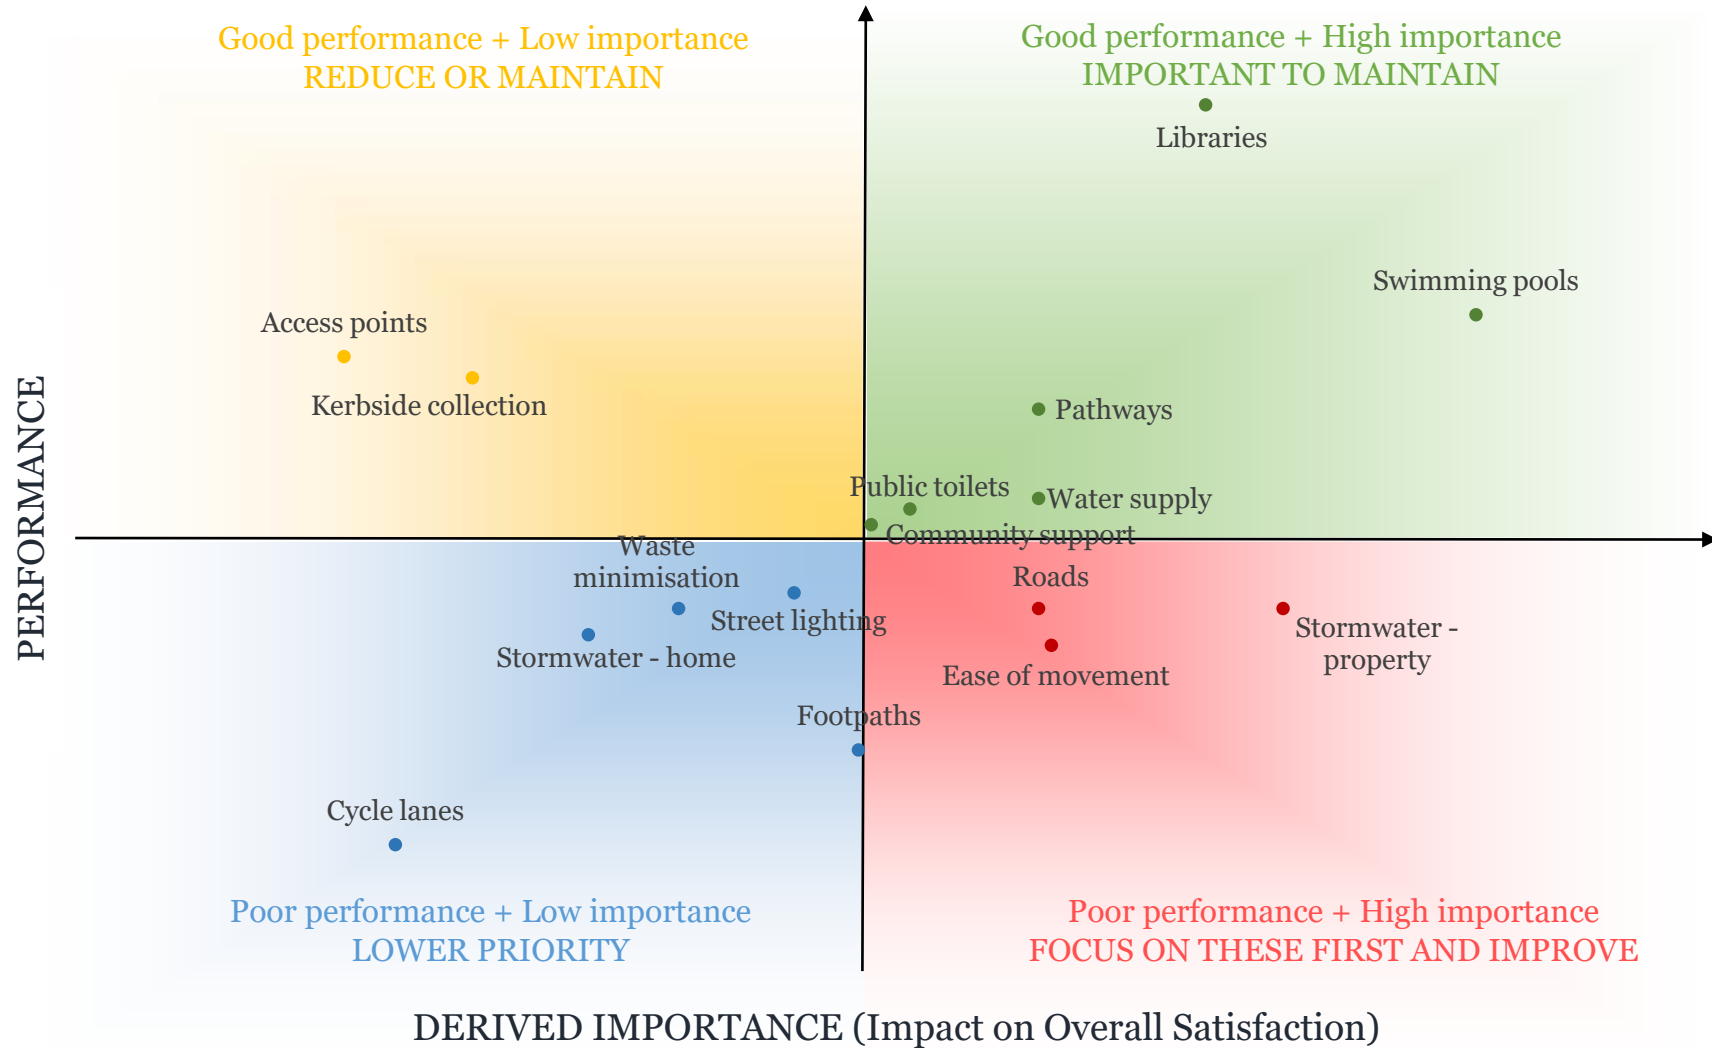 Good performance + Low importance
REDUCE OR MAINTAIN
Good performance + High importance
IMPORTANT TO MAINTAIN
Libraries
Swimming pools
Access points
Kerbside collection
Pathways
Public toilets
Water supply
Community support
PERFORMANCE
Waste
minimisation
Roads
Street lighting
Stormwater -
property
Stormwater - home
Ease of movement
Footpaths
Cycle lanes
Poor performance + Low importance
LOWER PRIORITY
Poor performance + High importance
FOCUS ON THESE FIRST AND IMPROVE
DERIVED IMPORTANCE (Impact on Overall Satisfaction)